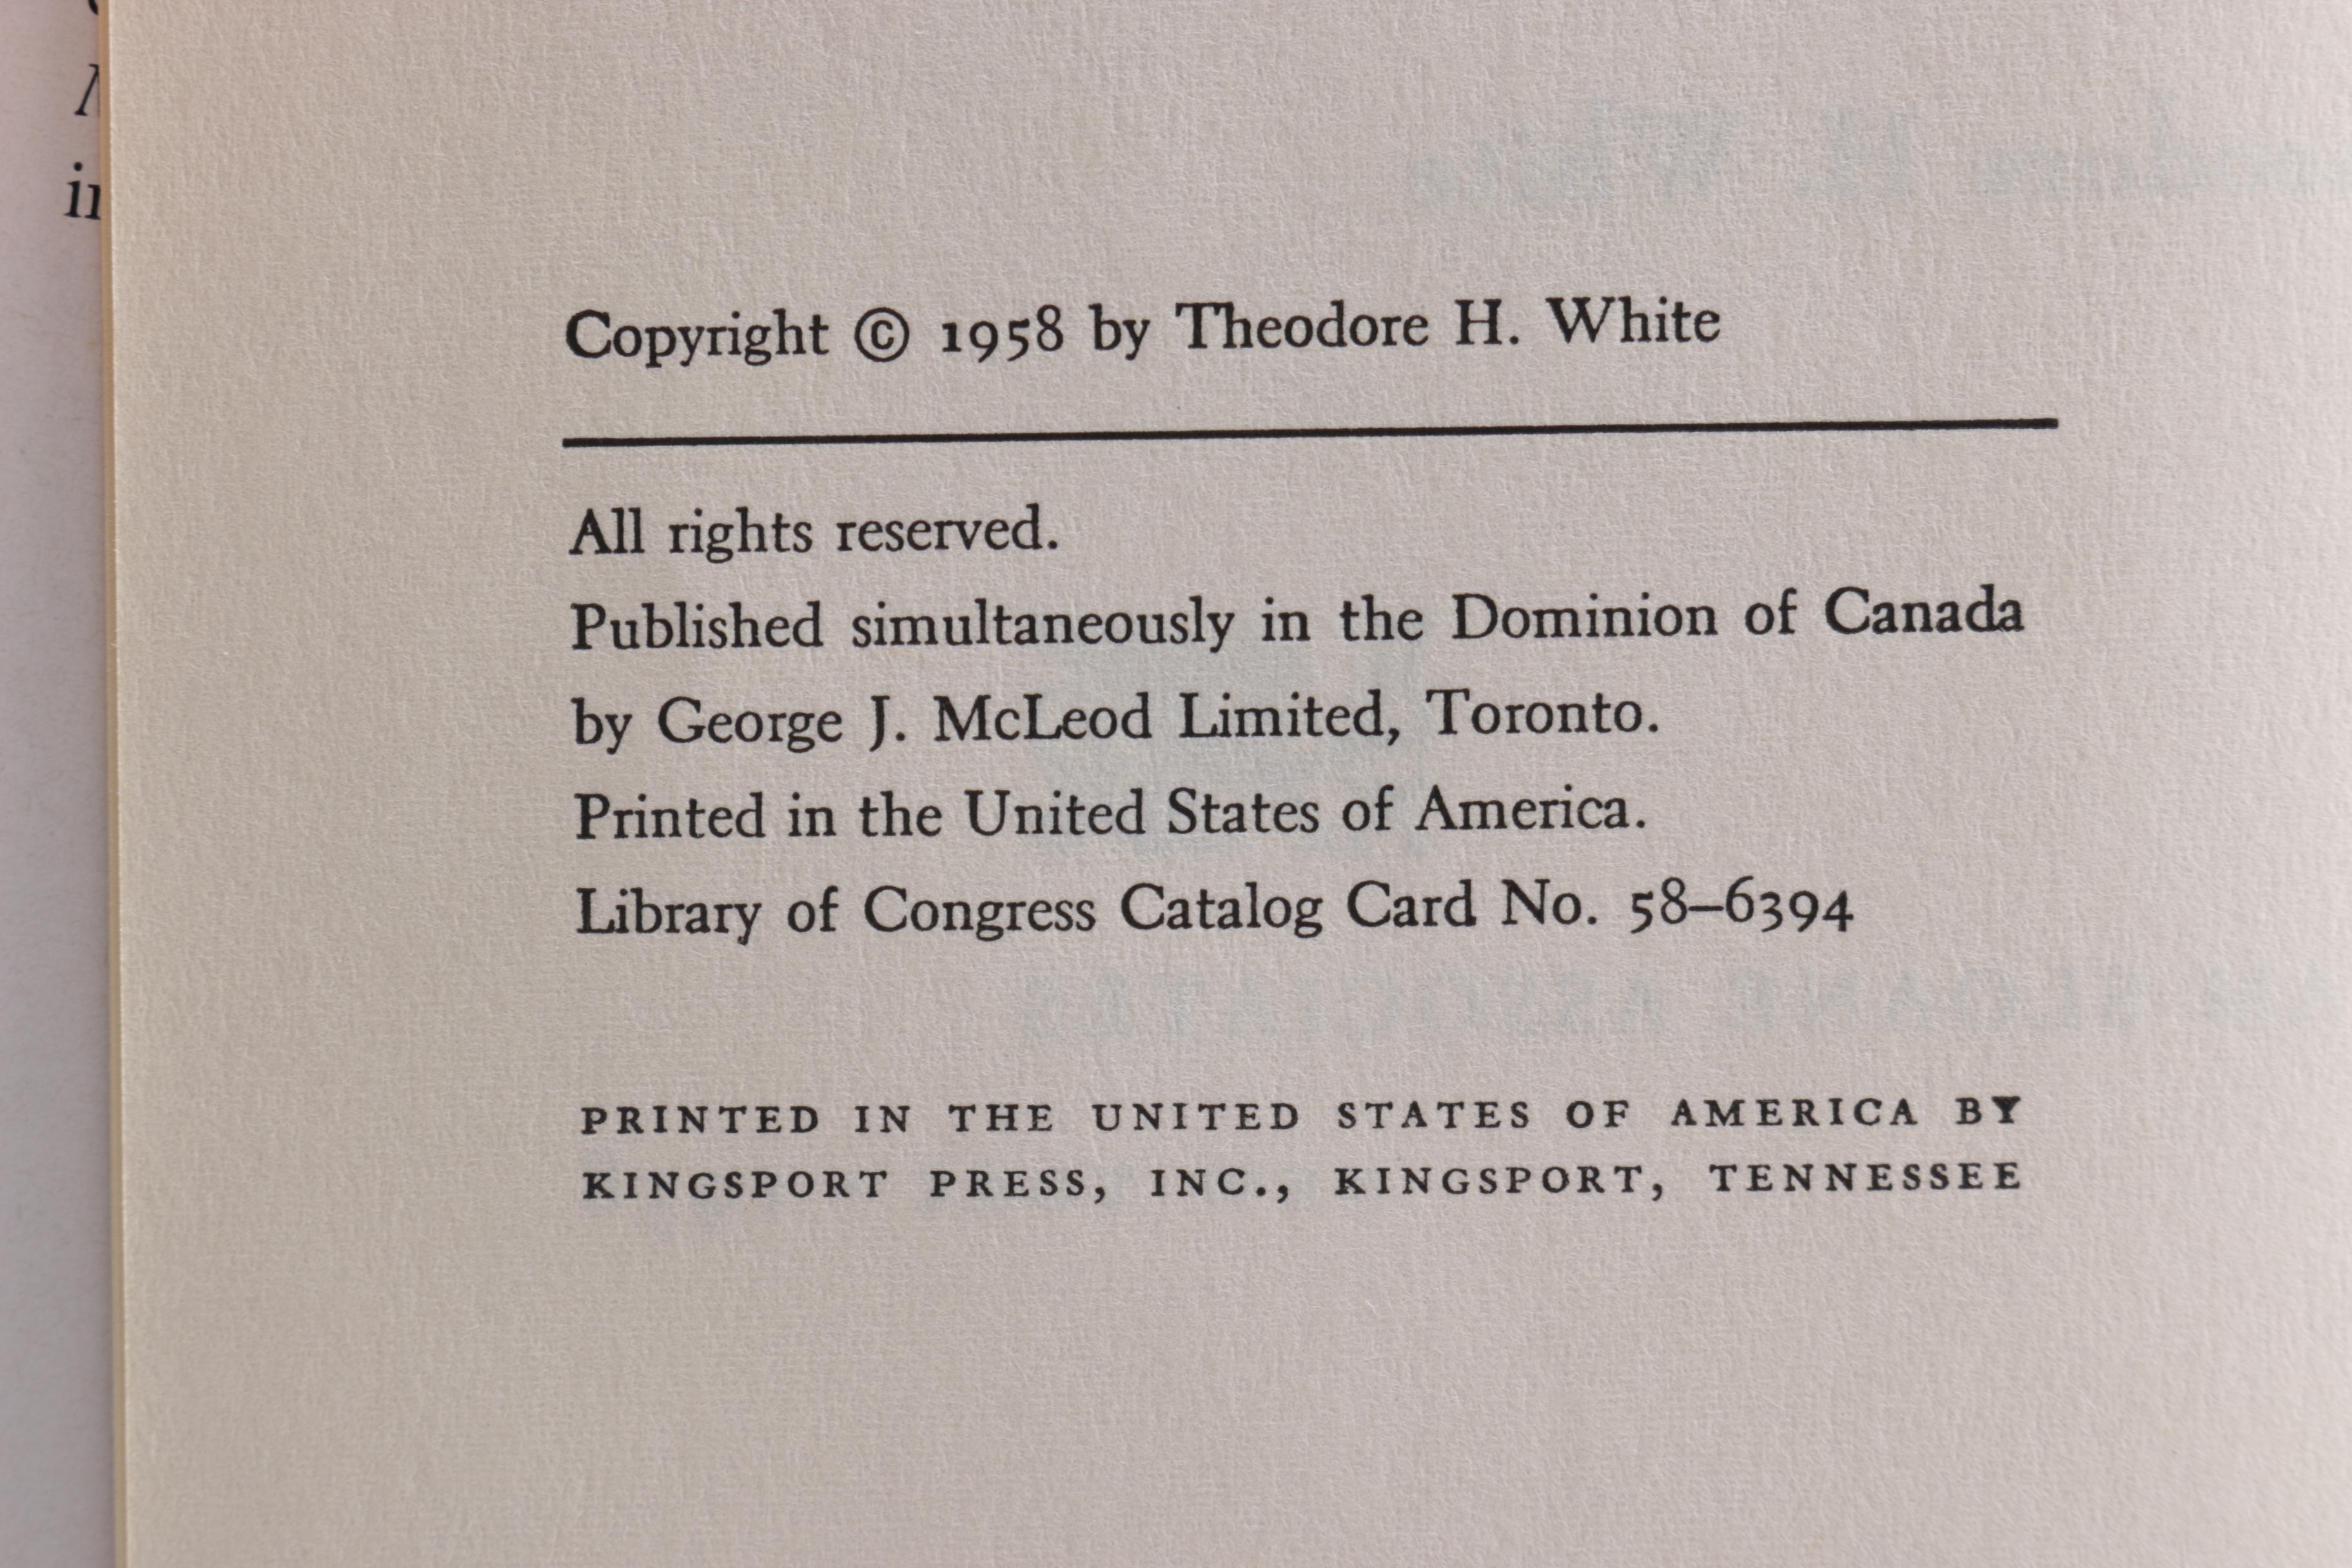 in
Copyright © 1958 by Theodore H. White
All rights reserved.
Published simultaneously in the Dominion of Canada
by George J. McLeod Limited, Toronto.
Printed in the United States of America.
Library of Congress Catalog Card No. 58–6394
PRINTED IN THE UNITED STATES OF AMERICA BY
KINGSPORT PRESS, INC., KINGSPORT, TENNESSEE